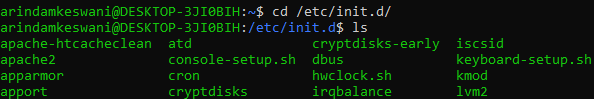 arindamkeswani@DESKTOP-3JI0BIH:~$ cd /etc/init.d/
arindamkeswani@DESKTOP-3JI0BIH:/etc/init.d$ ls
apache-htcacheclean atd cryptdisks-early iscsid
apache2 console-setup.sh dbus keyboard-setup.sh
apparmor cron hwclock.sh kmod
apport cryptdisks irqbalance lvm2